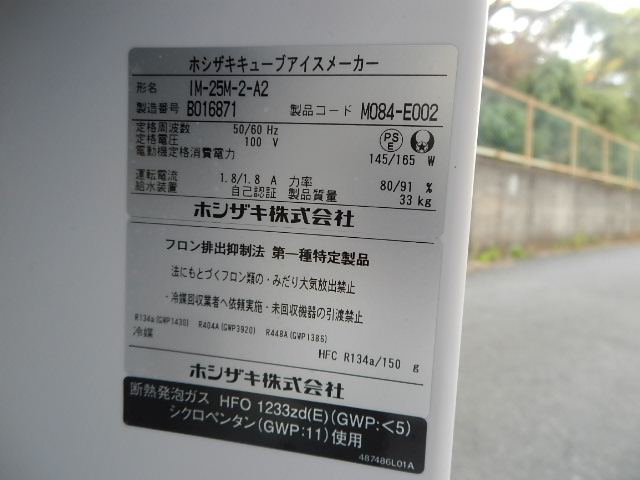 ホシザキキューブアイスメーカー
形名 IM-25M-2-A2
製造番号 B016871 製品コード M084-E002
定格周波数 50/60 Hz
定格電圧 100 V
PS E
電動機定格消費電力 145/165 W
運転電流 1.8/1.8 A 力率 80/91 %
給水装置 自己認証 製品質量 33 kg
ホシザキ株式会社
フロン排出抑制法 第一種特定製品
法にもとづくフロン類の・みだり大気放出禁止
・冷媒回収業者へ依頼実施・未回収機器の引渡禁止
R134a(GWP1430) R404A(GWP3920) R448A(GWP1386)
冷媒 HFC R134a/150 g
ホシザキ株式会社
断熱発泡ガス HFO 1233zd(E)(GWP:<5)
シクロペンタン(GWP:11)使用
487486L01A